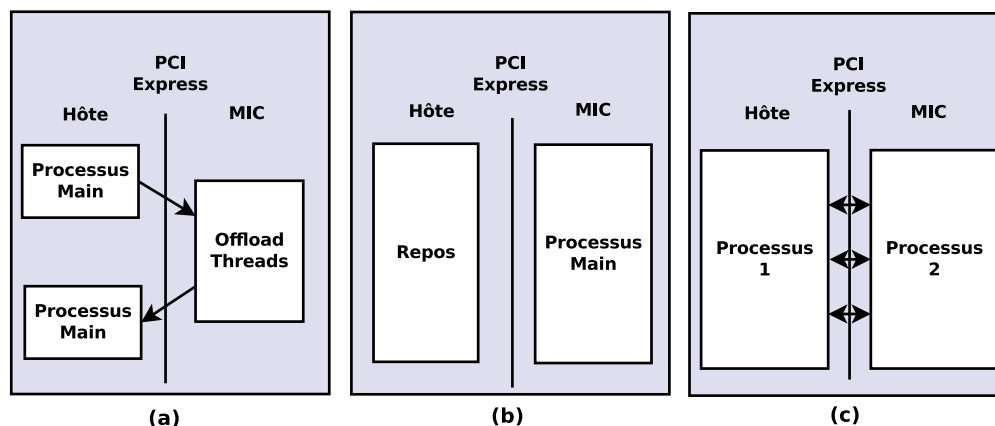 PCI
Express
Hôte
MIC
Processus
Main
Offload
Threads
Processus
Main
(a)
PCI
Express
Hôte
MIC
Repos
Processus
Main
(b)
PCI
Express
Hôte
MIC
Processus
1
Processus
2
(c)